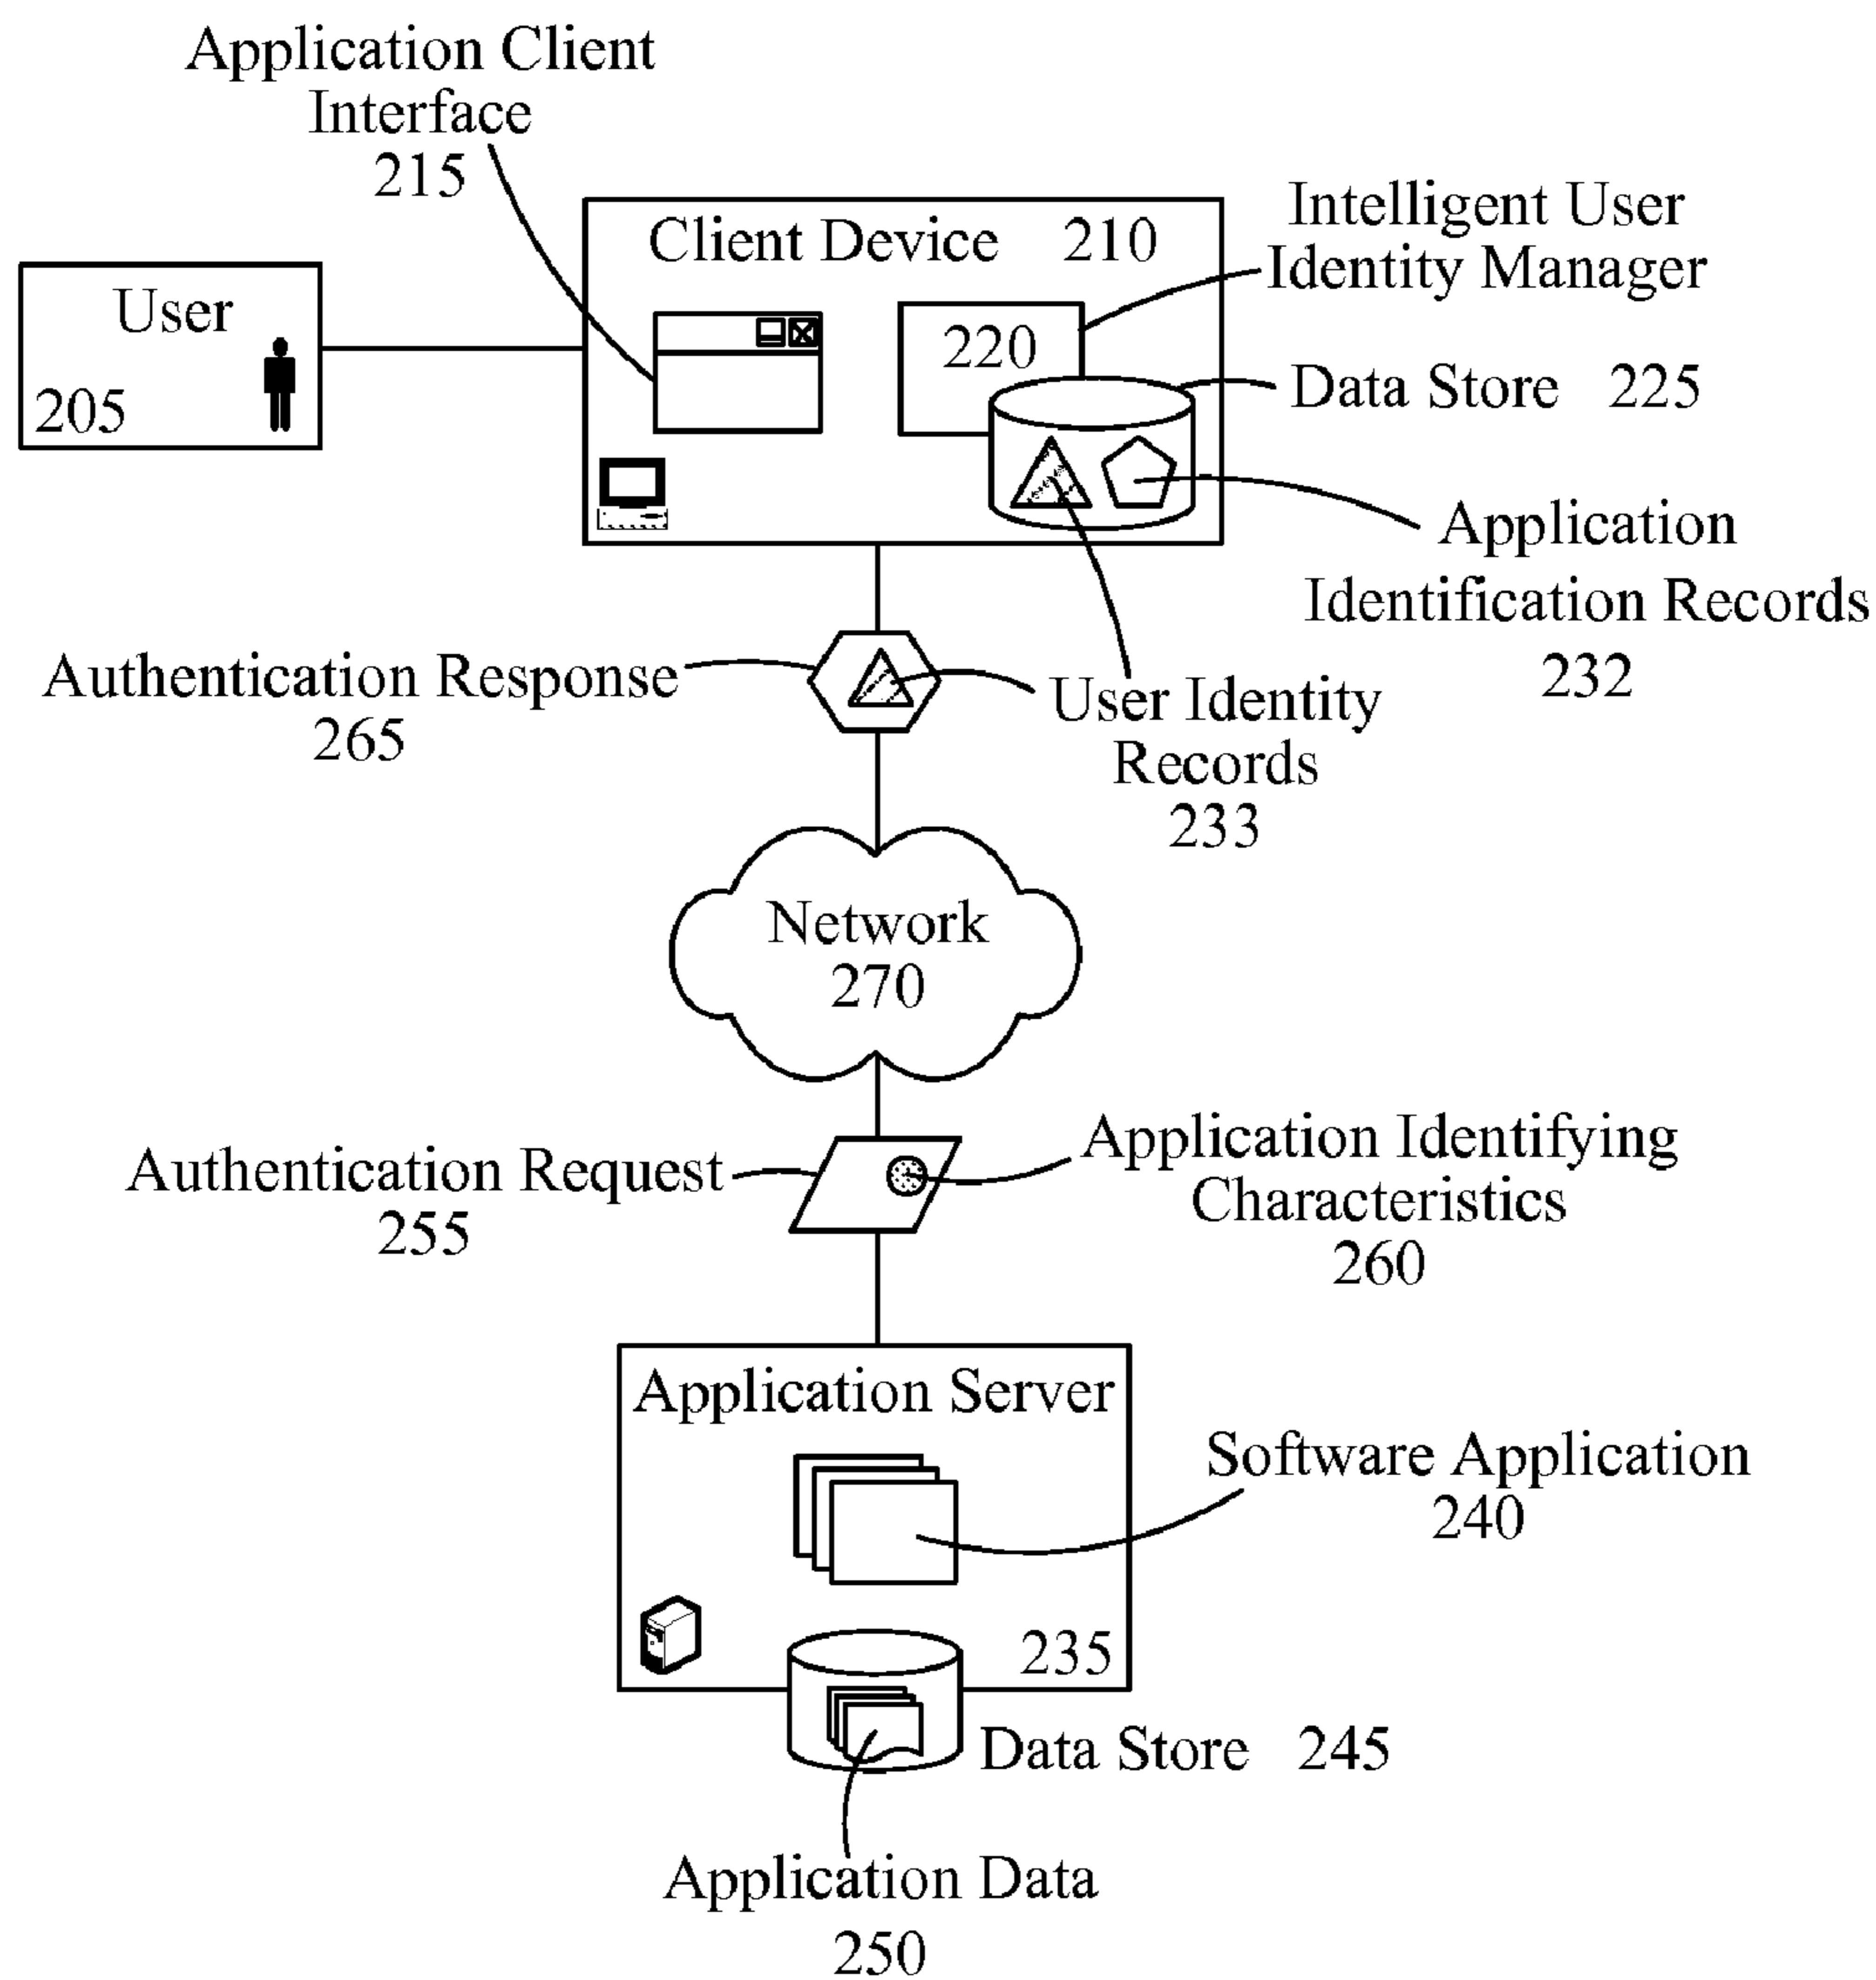 Application Client
Interface
215
Client Device 210
Intelligent User
Identity Manager
User
205
220
Data Store 225
Application
Identification Records
232
Authentication Response
265
User Identity
Records
233
Network
270
Authentication Request
255
Application Identifying
Characteristics
260
Application Server
Software Application
240
235
Data Store 245
Application Data
250